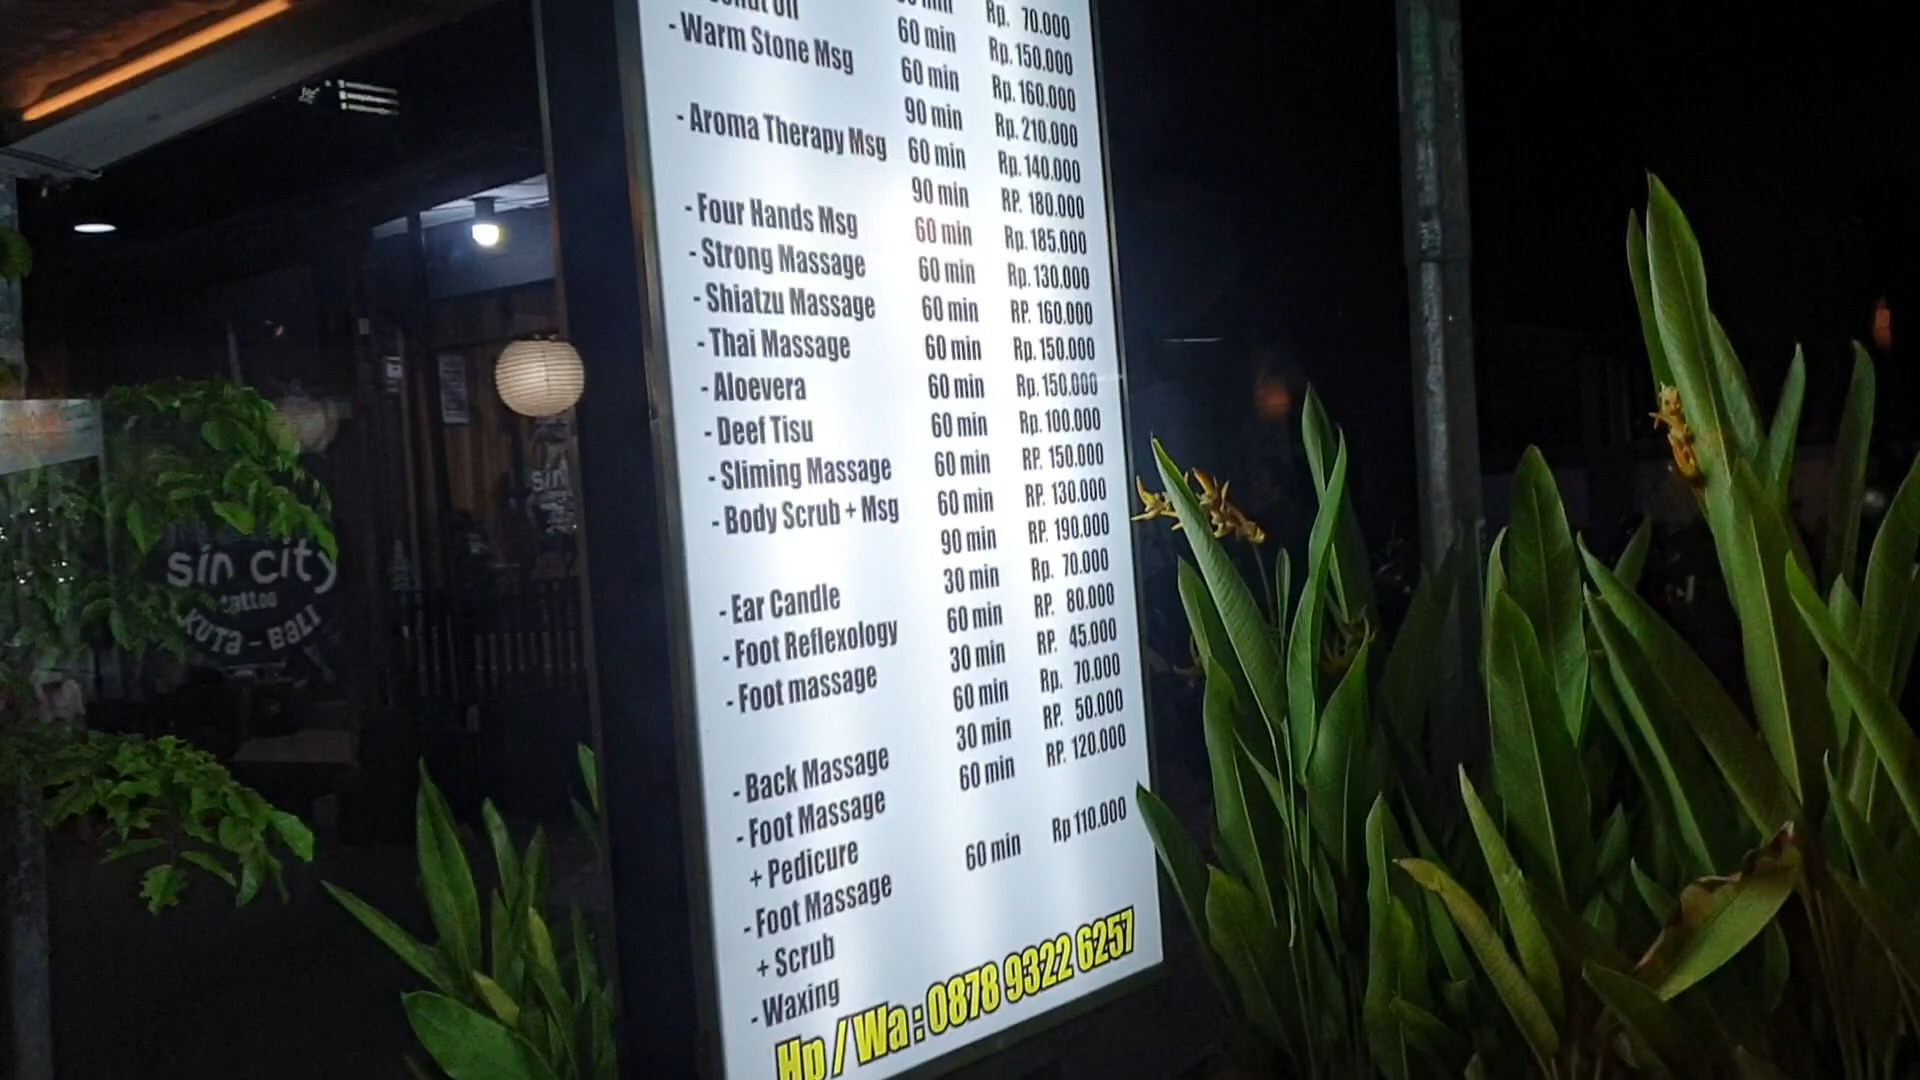 min Rp. 70.000
Oil 60 min Rp. 150.000
- Warm Stone Msg 60 min Rp. 160.000
90 min Rp. 210.000
- Aroma Therapy Msg 60 min Rp. 140.000
90 min RP. 180.000
- Four Hands Msg 60 min Rp. 185.000
- Strong Massage 60 min Rp. 130.000
- Shiatzu Massage 60 min RP. 160.000
- Thai Massage 60 min Rp. 150.000
- Aloevera 60 min Rp. 150.000
- Deef Tisu 60 min Rp. 100.000
- Sliming Massage 60 min RP. 150.000
- Body Scrub + Msg 60 min RP. 130.000
90 min RP. 190.000
- Ear Candle 30 min Rp. 70.000
- Foot Reflexology 60 min RP. 80.000
- Foot massage 30 min RP. 45.000
60 min Rp. 70.000
- Back Massage 30 min RP. 50.000
- Foot Massage 60 min RP. 120.000
+ Pedicure
- Foot Massage 60 min Rp 110.000
+ Scrub
- Waxing
Hp / Wa : 0878 9322 6257
sin city
tattoo
KUTA - BALI
sin